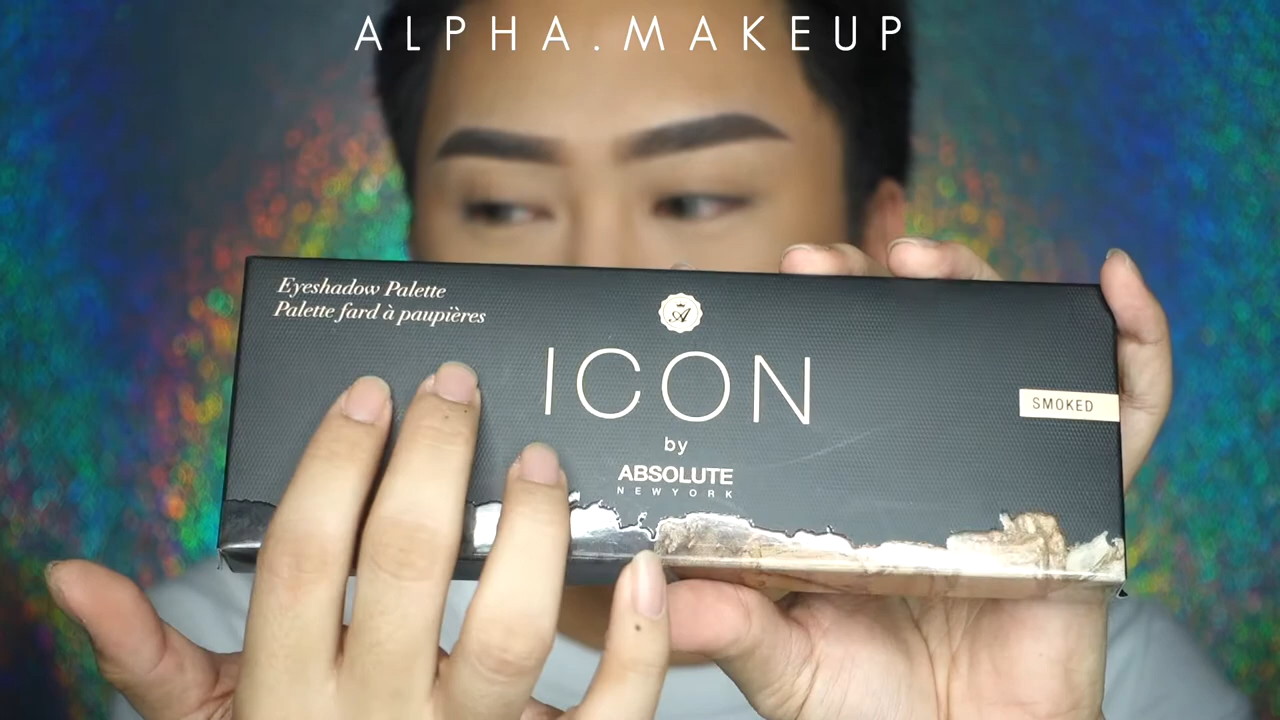 ALPHA.MAKEUP
Eyeshadow Palette
Palette fard à paupières
A
ICON
SMOKED
by
ABSOLUTE
NEW YORK